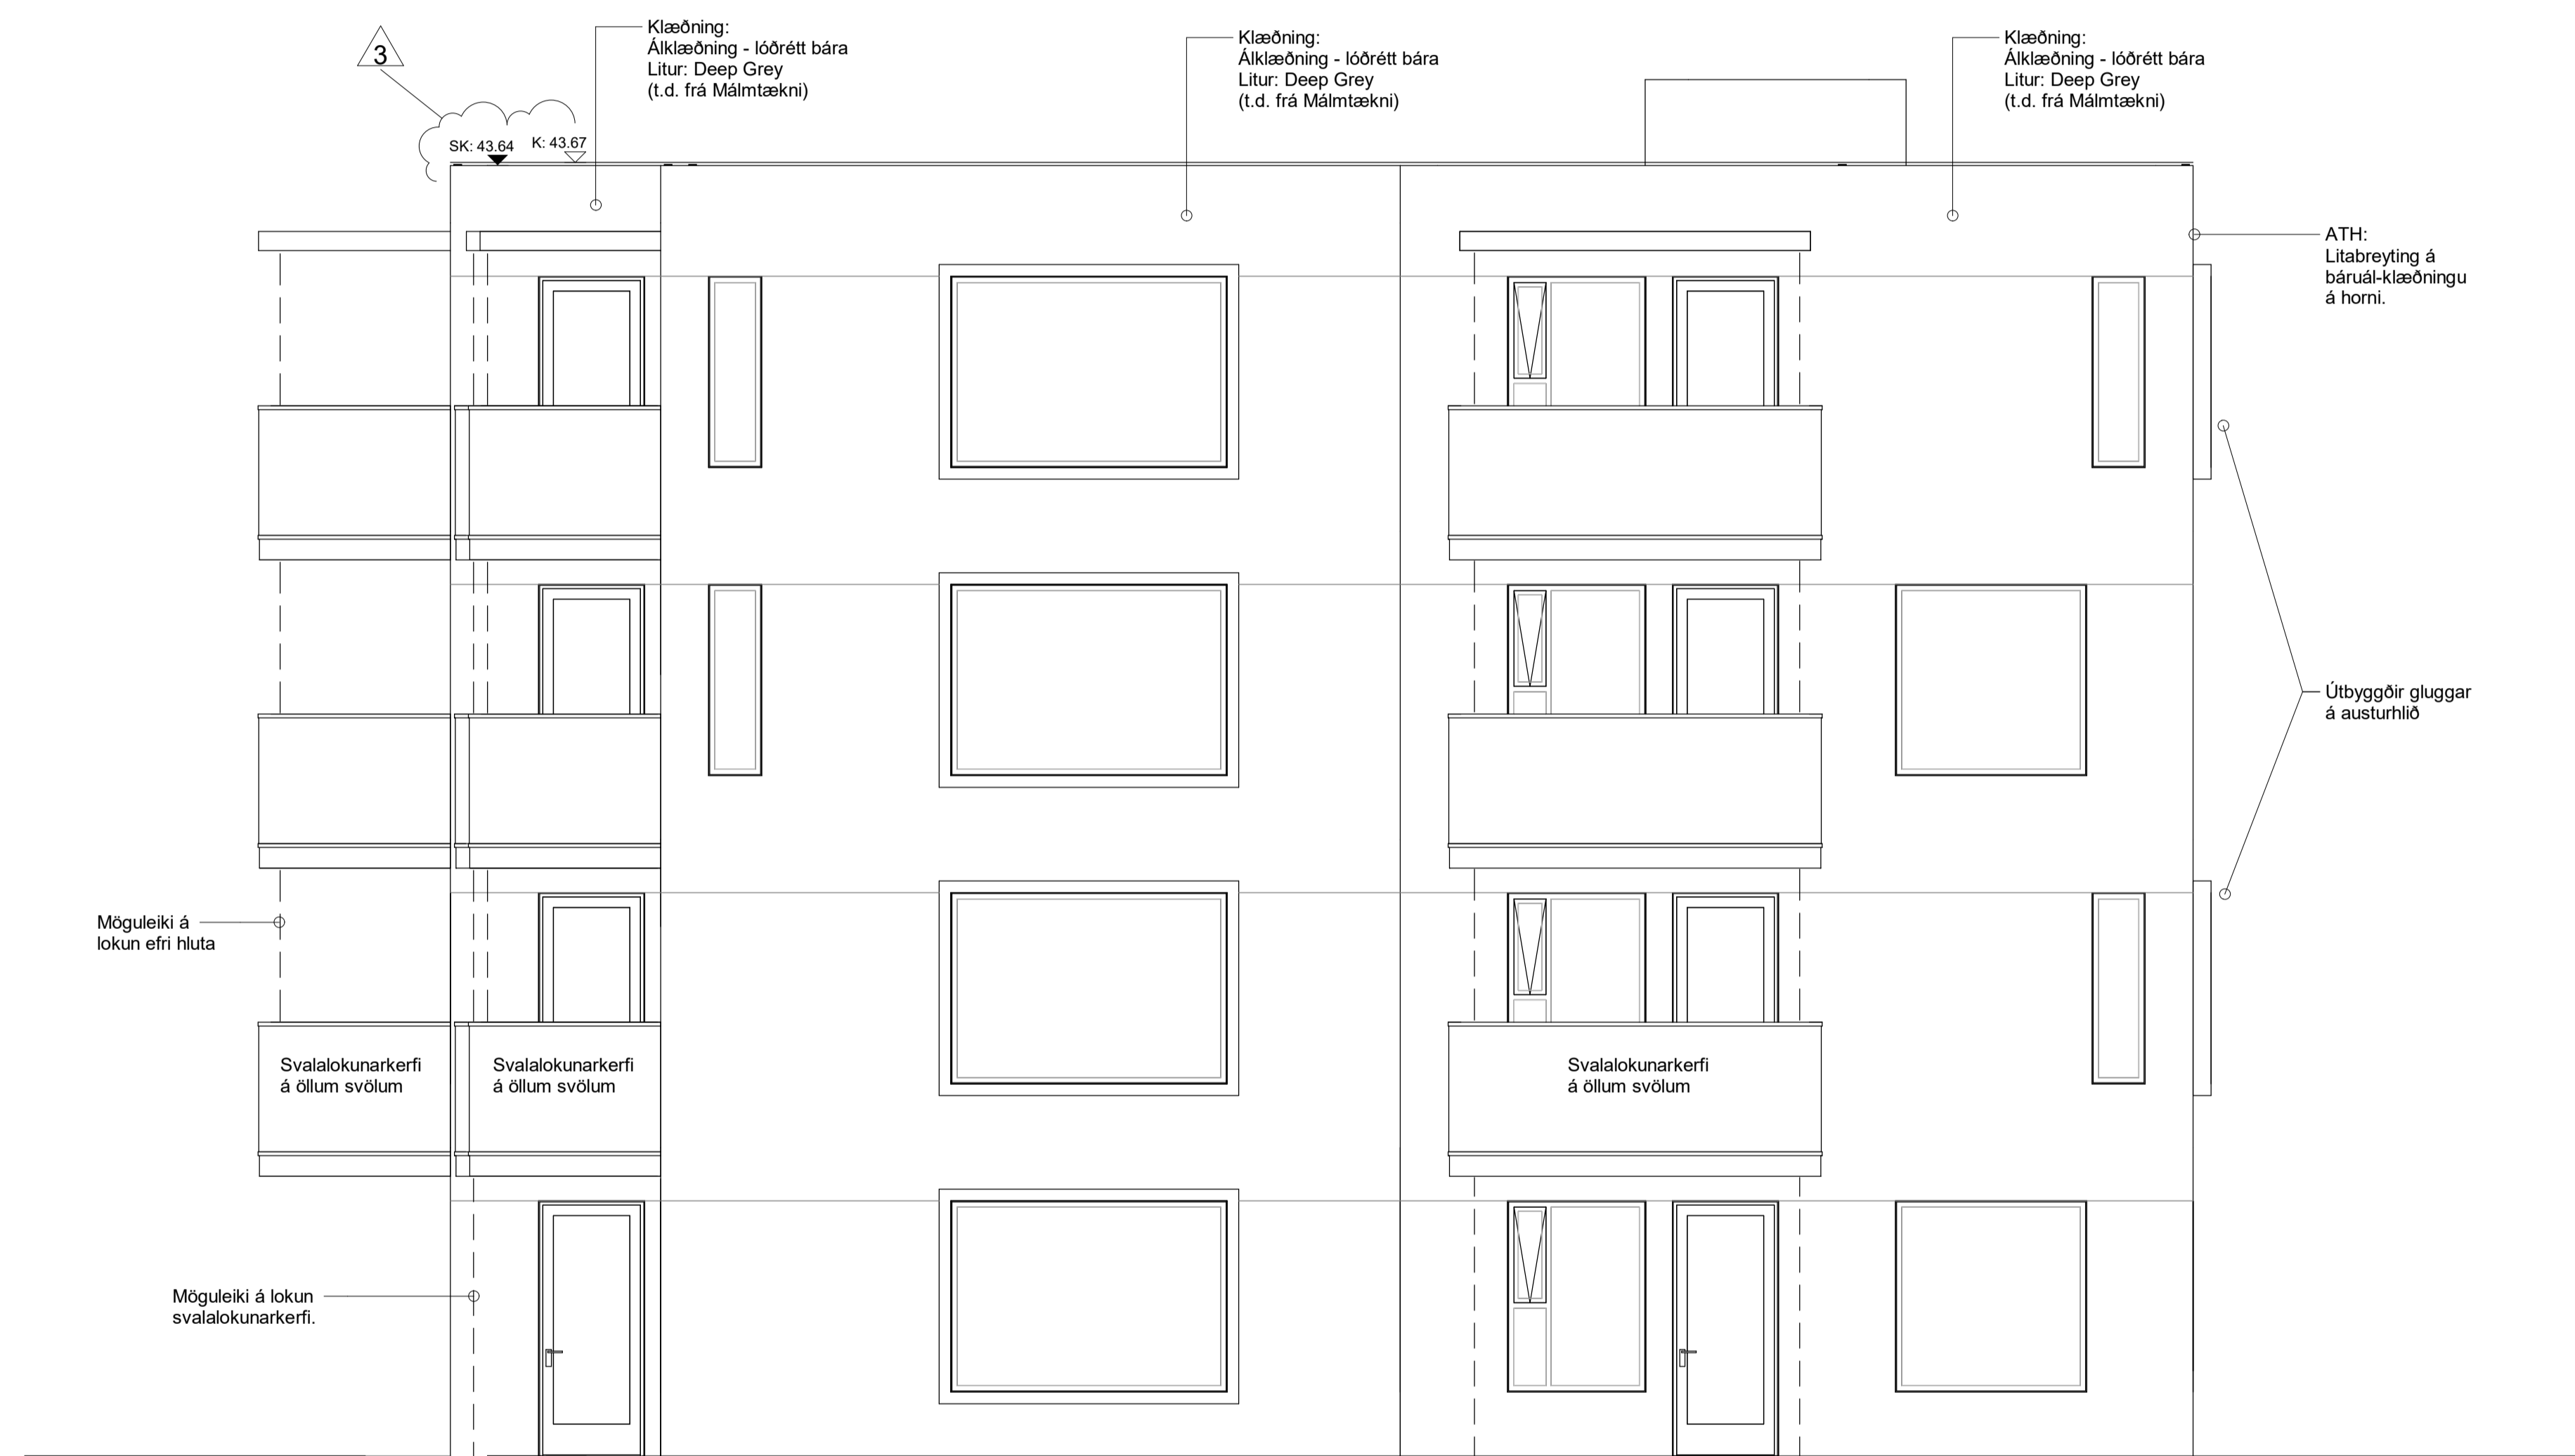 3
Klæðning:
Álklæðning - lóðrétt bára
Litur: Deep Grey
(t.d. frá Málmtækni)
Klæðning:
Álklæðning - lóðrétt bára
Litur: Deep Grey
(t.d. frá Málmtækni)
Klæðning:
Álklæðning - lóðrétt bára
Litur: Deep Grey
(t.d. frá Málmtækni)
SK: 43.64
K: 43.67
ATH:
Litabreyting á
báruál-klæðningu
á horni.
Útbyggðir gluggar
á austurhlið
Möguleiki á
lokun efri hluta
Svalalokunarkerfi
á öllum svölum
Svalalokunarkerfi
á öllum svölum
Svalalokunarkerfi
á öllum svölum
Möguleiki á lokun
svalalokunarkerfi.